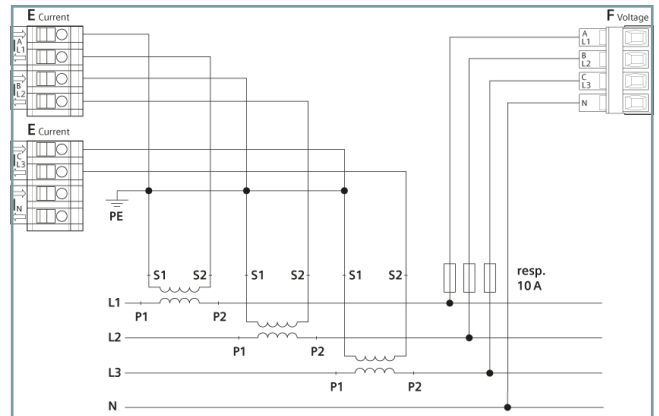 E Current
F Voltage
I A L1
I B L2
E Current
I C L3
I N
A L1
B L2
C L3
N
PE
S1 S2 S1 S2 S1 S2
resp.
10 A
L1
P1 P2
L2
P1 P2
L3
P1 P2
N